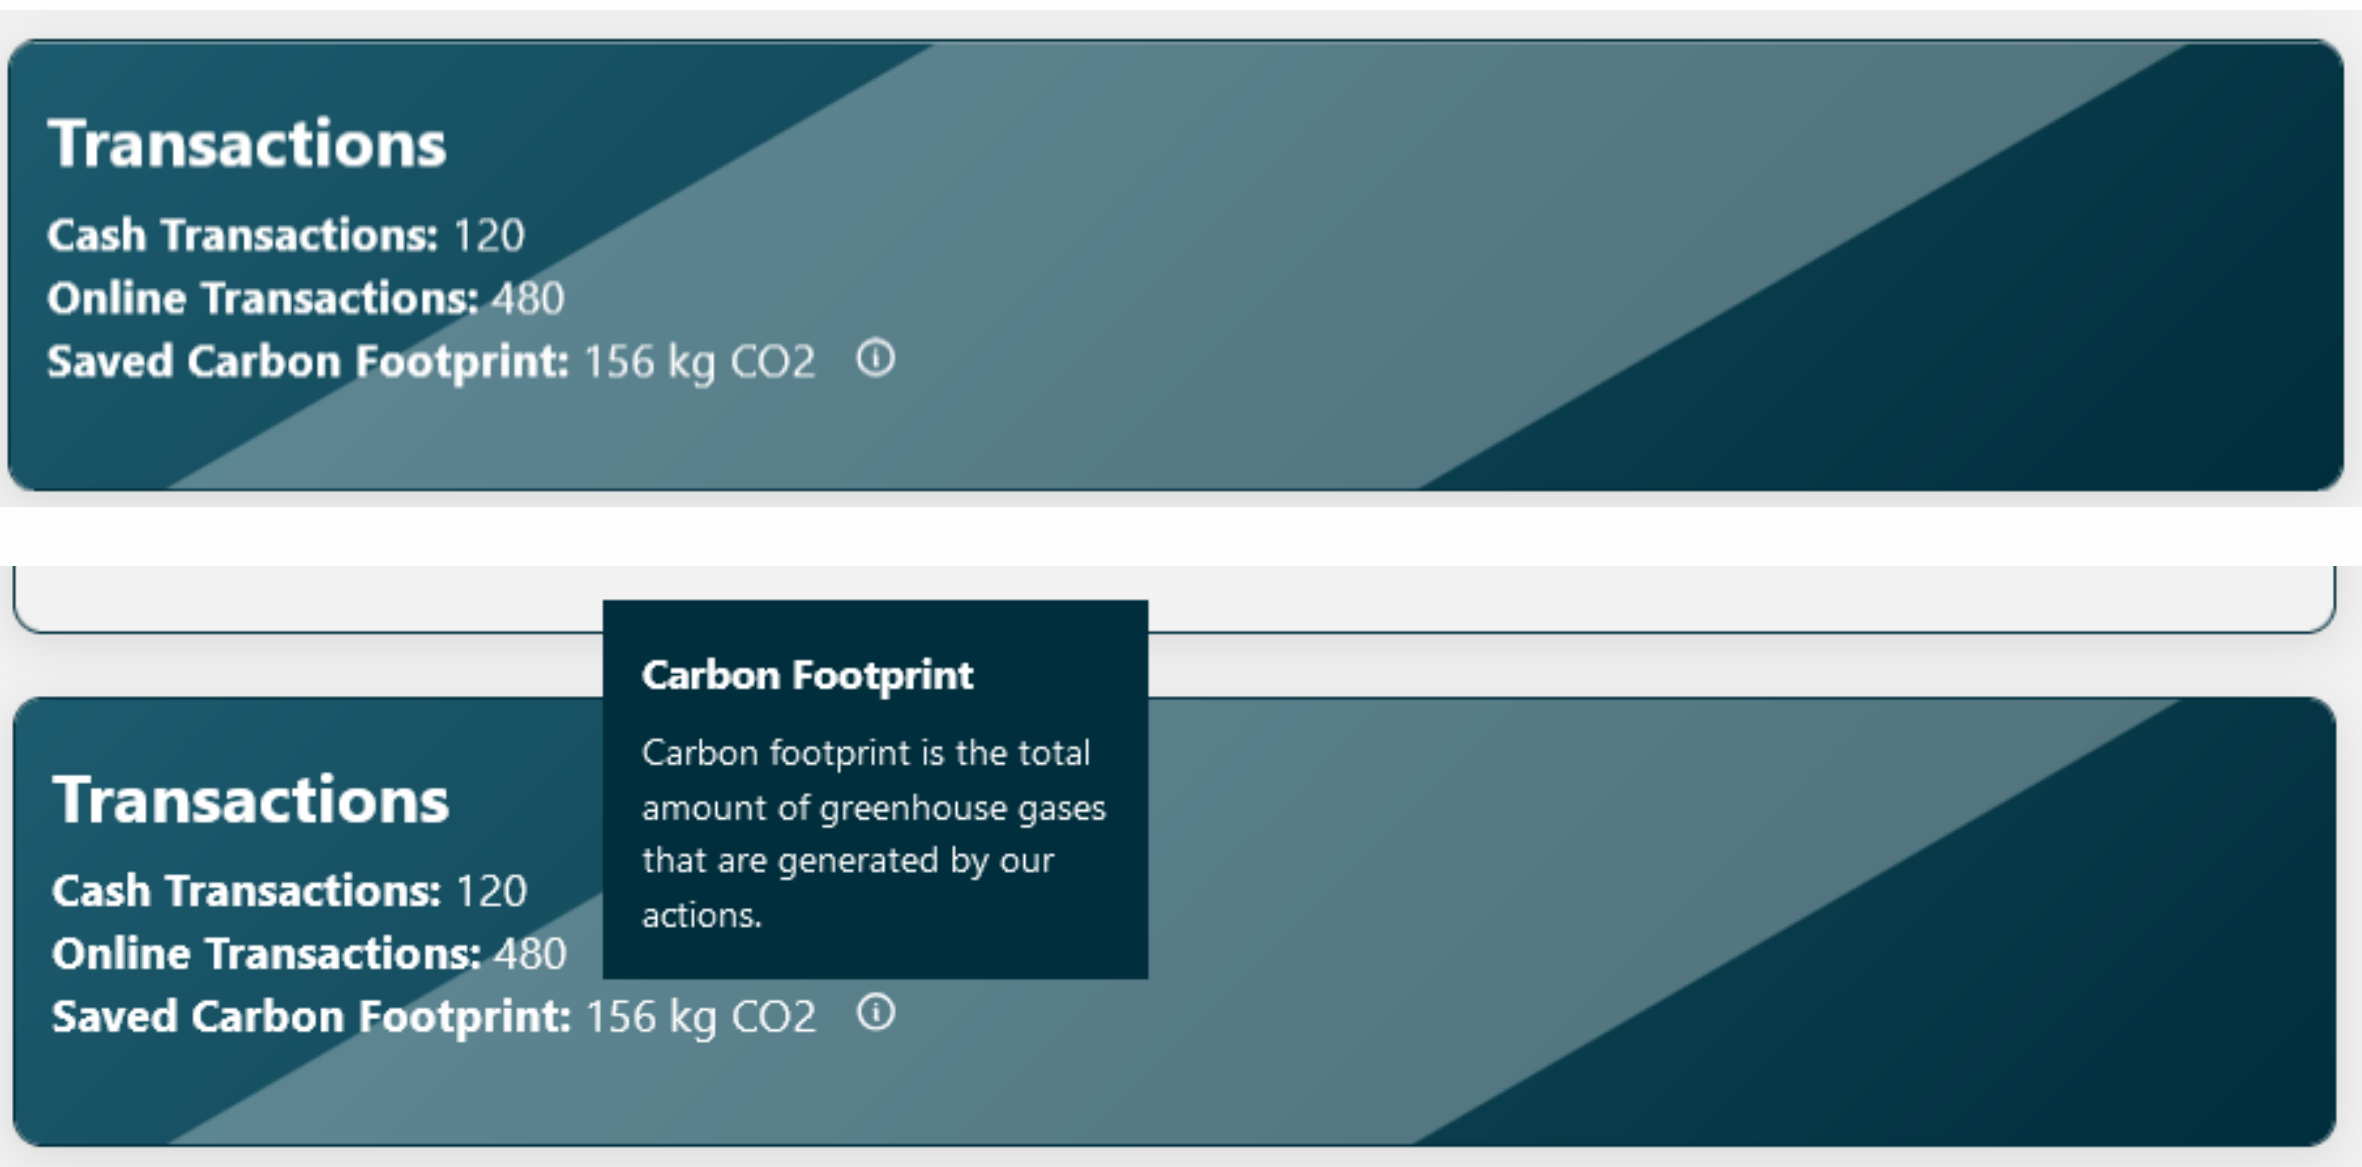 Transactions
Cash Transactions: 120
Online Transactions: 480
Saved Carbon Footprint: 156 kg CO2
Carbon Footprint
Carbon footprint is the total
amount of greenhouse gases
that are generated by our
actions.
Transactions
Cash Transactions: 120
Online Transactions: 480
Saved Carbon Footprint: 156 kg CO2